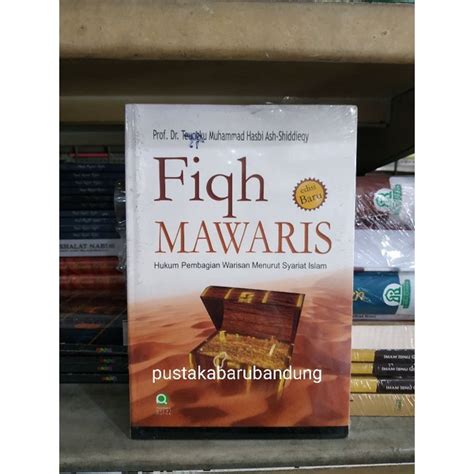 Prof. Dr. Teungku Muhammad Hasbi Ash-Shiddieqy
Fiqh
MAWARIS
edisi
Baru
Hukum Pembagian Warisan Menurut Syariat Islam
pustakabarubandung